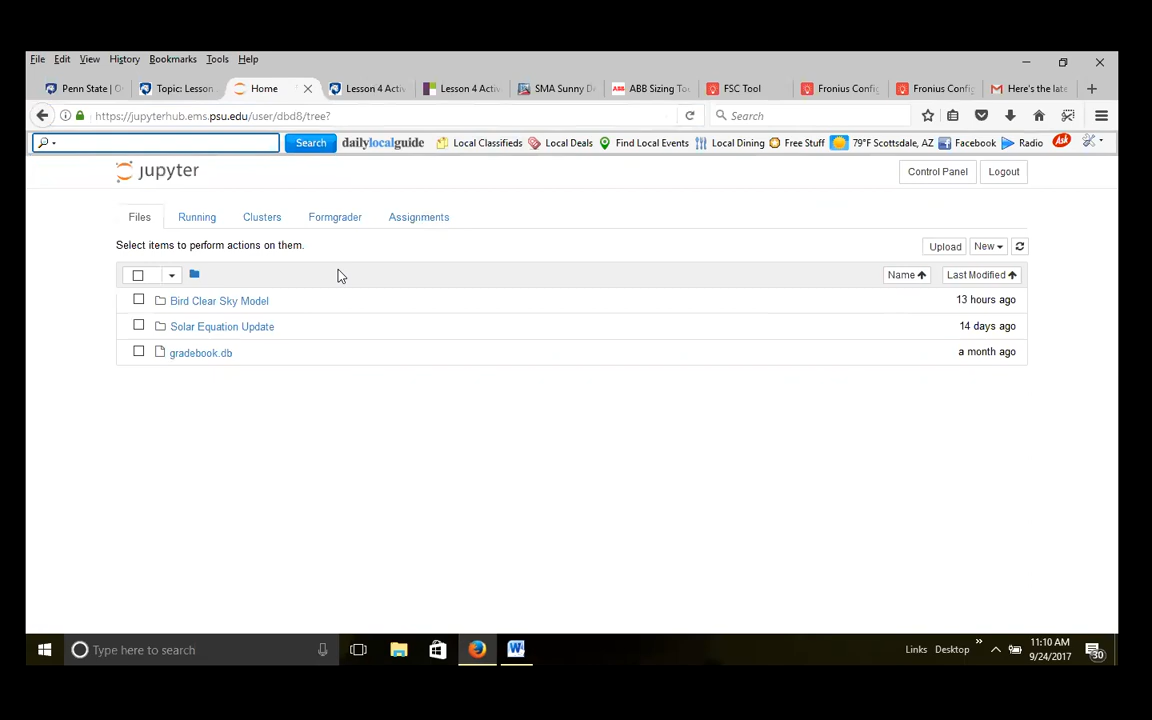 File Edit View History Bookmarks Tools Help
Penn State | O Topic: Lesson Home Lesson 4 Activ Lesson 4 Activ SMA Sunny D ABB Sizing To FSC Tool Fronius Config Fronius Config Here's the late
https://jupyterhub.ems.psu.edu/user/dbd8/tree? Search
Search dailylocalguide Local Classifieds Local Deals Find Local Events Local Dining Free Stuff 79°F Scottsdale, AZ Facebook Radio Ask
jupyter Control Panel Logout
Files Running Clusters Formgrader Assignments
Select items to perform actions on them. Upload New
Name Last Modified
Bird Clear Sky Model 13 hours ago
Solar Equation Update 14 days ago
gradebook.db a month ago
Type here to search Links Desktop » 11:10 AM
9/24/2017 30